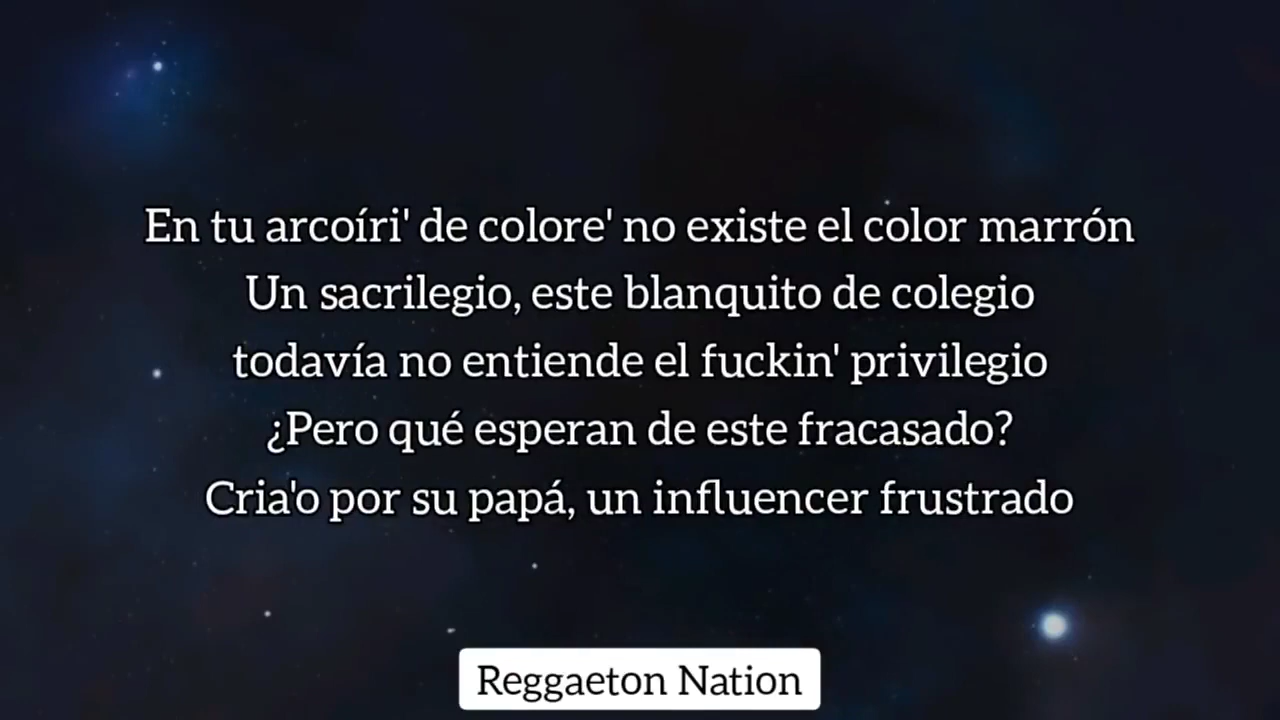 En tu arcoíri' de colore' no existe el color marrón
Un sacrilegio, este blanquito de colegio
todavía no entiende el fuckin' privilegio
¿Pero qué esperan de este fracasado?
Cria'o por su papá, un influencer frustrado
Reggaeton Nation